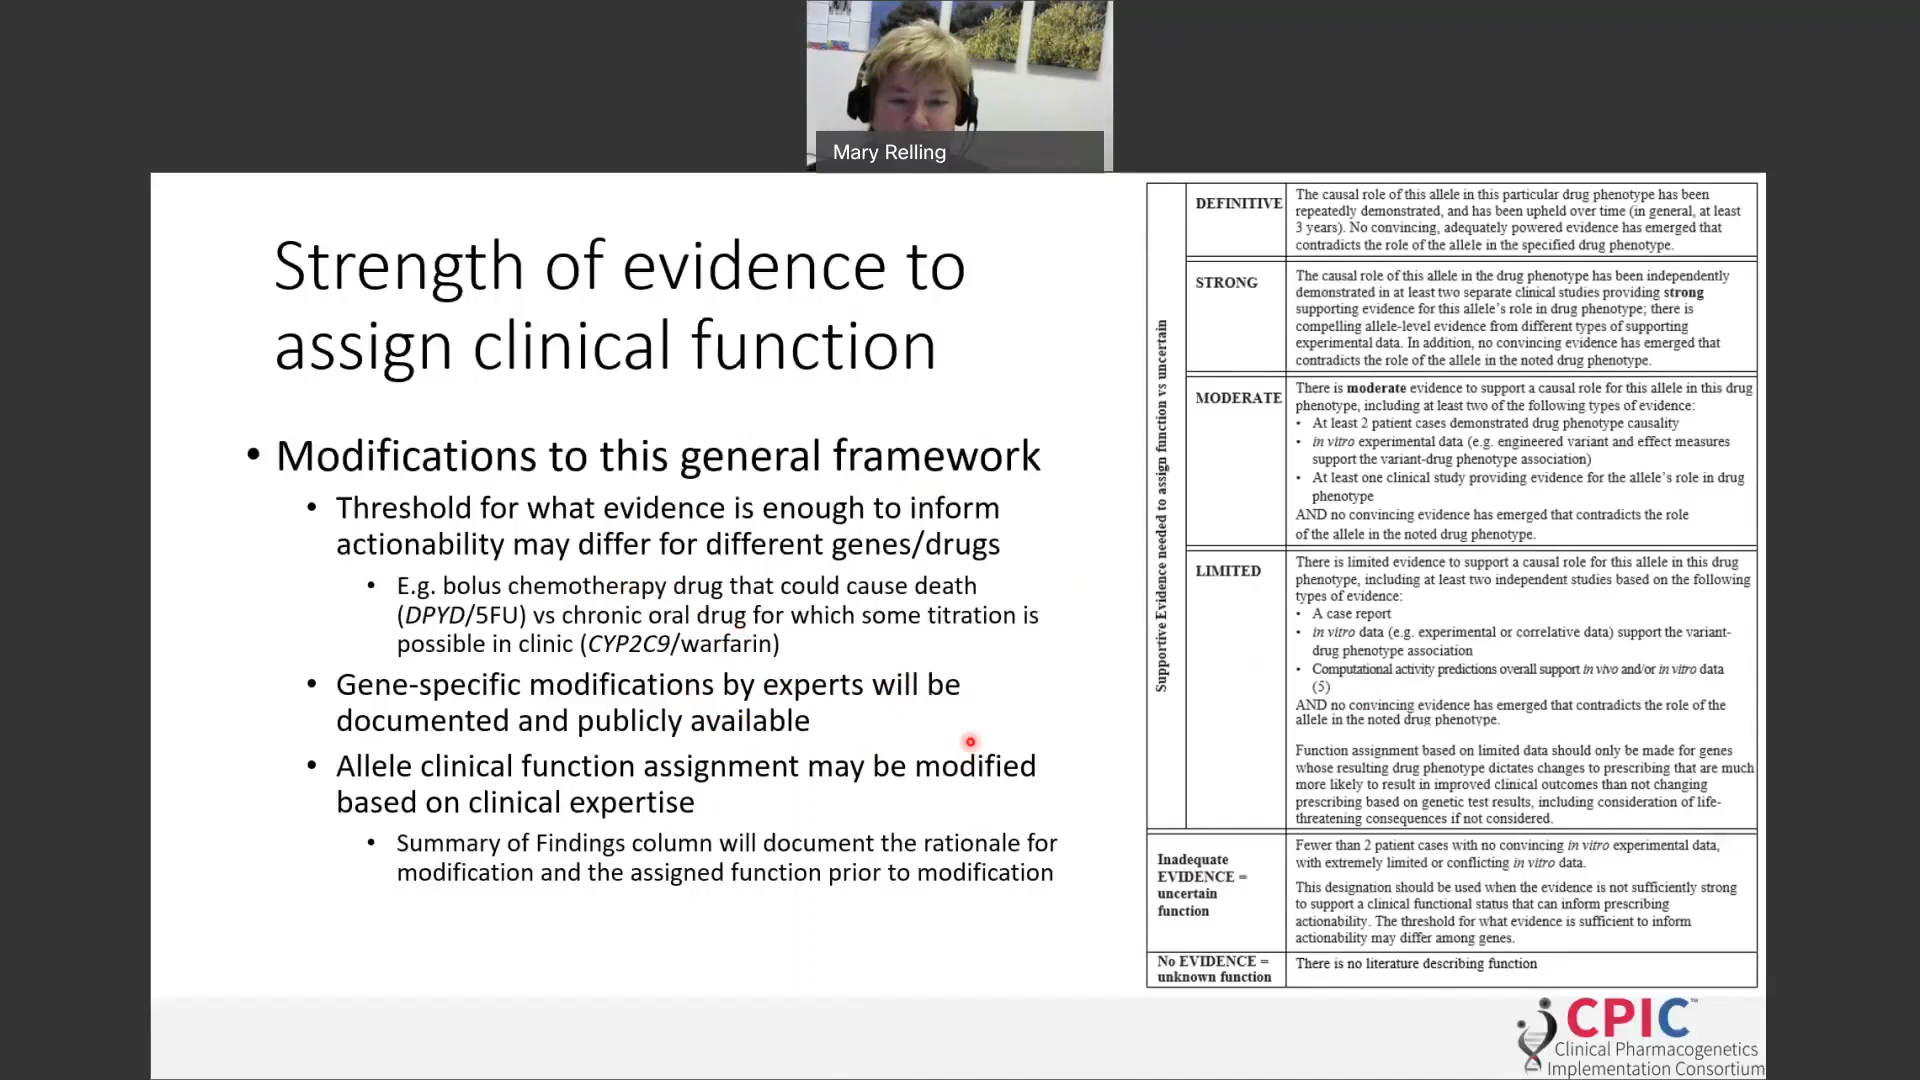 Mary Relling
Strength of evidence to
assign clinical function
• Modifications to this general framework
• Threshold for what evidence is enough to inform
actionability may differ for different genes/drugs
• E.g. bolus chemotherapy drug that could cause death
(DPYD/5FU) vs chronic oral drug for which some titration is
possible in clinic (CYP2C9/warfarin)
• Gene-specific modifications by experts will be
documented and publicly available
• Allele clinical function assignment may be modified
based on clinical expertise
• Summary of Findings column will document the rationale for
modification and the assigned function prior to modification
Supportive Evidence needed to assign function vs uncertain
DEFINITIVE
The causal role of this allele in this particular drug phenotype has been
repeatedly demonstrated, and has been upheld over time (in general, at least
3 years). No convincing, adequately powered evidence has emerged that
contradicts the role of the allele in the specified drug phenotype.
STRONG
The causal role of this allele in the drug phenotype has been independently
demonstrated in at least two separate clinical studies providing strong
supporting evidence for this allele's role in drug phenotype; there is
compelling allele-level evidence from different types of supporting
experimental data. In addition, no convincing evidence has emerged that
contradicts the role of the allele in the noted drug phenotype.
MODERATE
There is moderate evidence to support a causal role for this allele in this drug
phenotype, including at least two of the following types of evidence:
• At least 2 patient cases demonstrated drug phenotype causality
• in vitro experimental data (e.g. engineered variant and effect measures
support the variant-drug phenotype association)
• At least one clinical study providing evidence for the allele's role in drug
phenotype
AND no convincing evidence has emerged that contradicts the role
of the allele in the noted drug phenotype.
LIMITED
There is limited evidence to support a causal role for this allele in this drug
phenotype, including at least two independent studies based on the following
types of evidence:
• A case report
• in vitro data (e.g. experimental or correlative data) support the variant-
drug phenotype association
• Computational activity predictions overall support in vivo and/or in vitro data
(5)
AND no convincing evidence has emerged that contradicts the role of the
allele in the noted drug phenotype.
Function assignment based on limited data should only be made for genes
whose resulting drug phenotype dictates changes to prescribing that are much
more likely to result in improved clinical outcomes than not changing
prescribing based on genetic test results, including consideration of life-
threatening consequences if not considered.
Inadequate
EVIDENCE =
uncertain
function
Fewer than 2 patient cases with no convincing in vitro experimental data,
with extremely limited or conflicting in vitro data.
This designation should be used when the evidence is not sufficiently strong
to support a clinical functional status that can inform prescribing
actionability. The threshold for what evidence is sufficient to inform
actionability may differ among genes.
No EVIDENCE =
unknown function
There is no literature describing function
CPIC™
Clinical Pharmacogenetics
Implementation Consortium